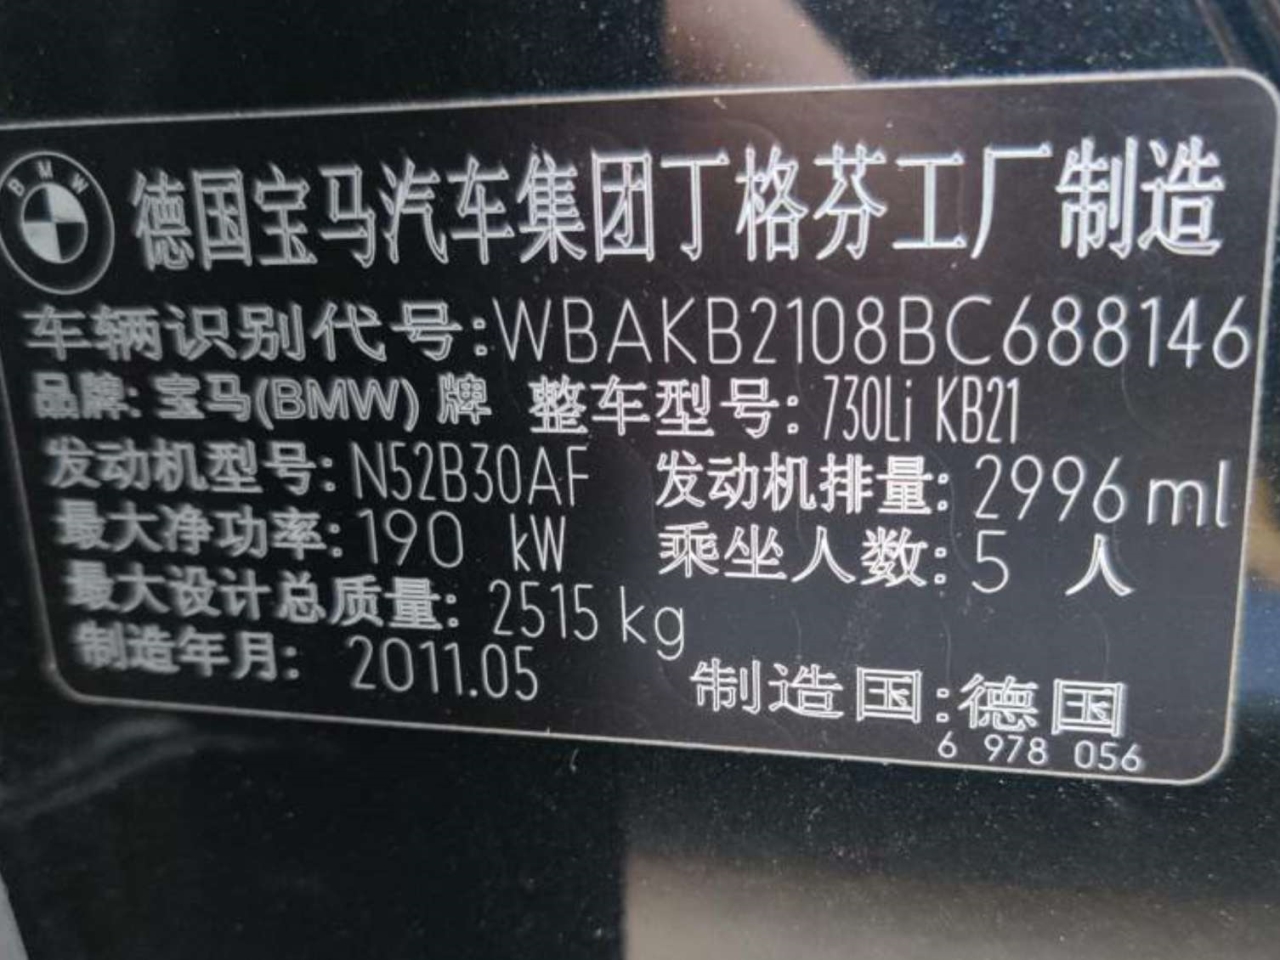 BMW
德国宝马汽车集团丁格芬工厂制造
车辆识别代号:WBAKB2108BC688146
品牌:宝马(BMW)牌 整车型号:730Li KB21
发动机型号:N52B30AF 发动机排量:2996ml
最大净功率:190 kW 乘坐人数:5 人
最大设计总质量:2515kg
制造年月:2011.05 制造国:德国
6 978 056